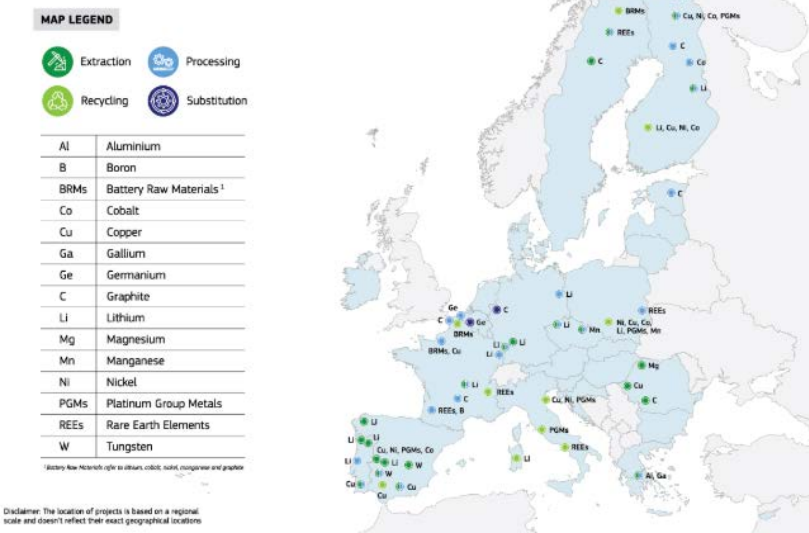 MAP LEGEND
Extraction
Processing
Recycling
Substitution
Al Aluminium
B Boron
BRMs Battery Raw Materials 1
Co Cobalt
Cu Copper
Ga Gallium
Ge Germanium
C Graphite
Li Lithium
Mg Magnesium
Mn Manganese
Ni Nickel
PGMs Platinum Group Metals
REEs Rare Earth Elements
W Tungsten
1 Battery Raw Materials refer to lithium, cobalt, nickel, manganese and graphite
Disclaimer: The location of projects is based on a regional
scale and doesn't reflect their exact geographical locations
BRMs
Cu, Ni, Co, PGMs
REEs
C
C
Co
Li
Li, Cu, Ni, Co
C
Li
REEs
Ge
C
C
Ge
BRMs
Li
Mn
Ni, Cu, Co,
Li, PGMs, Mn
BRMs, Cu
Li
Li
Li
Mg
Li
REEs
Cu
C
C
Cu, Ni, PGMs
REEs, B
Li
PGMs
Li
Li
REEs
Cu, Ni, PGMs, Co
Li
Li
W
Li
W
Al, Ga
Cu
Cu
Cu